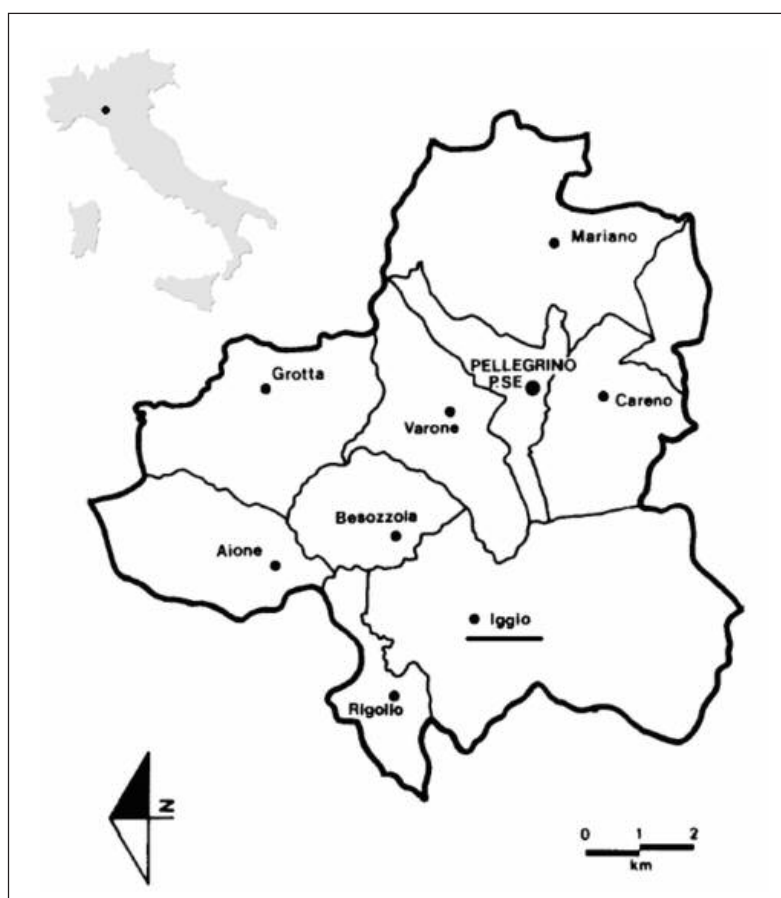 Mariano
Grotta
PELLEGRINO
P.SE
Careno
Varone
Besozzola
Aione
Iggio
Rigollo
N
0 1 2
km